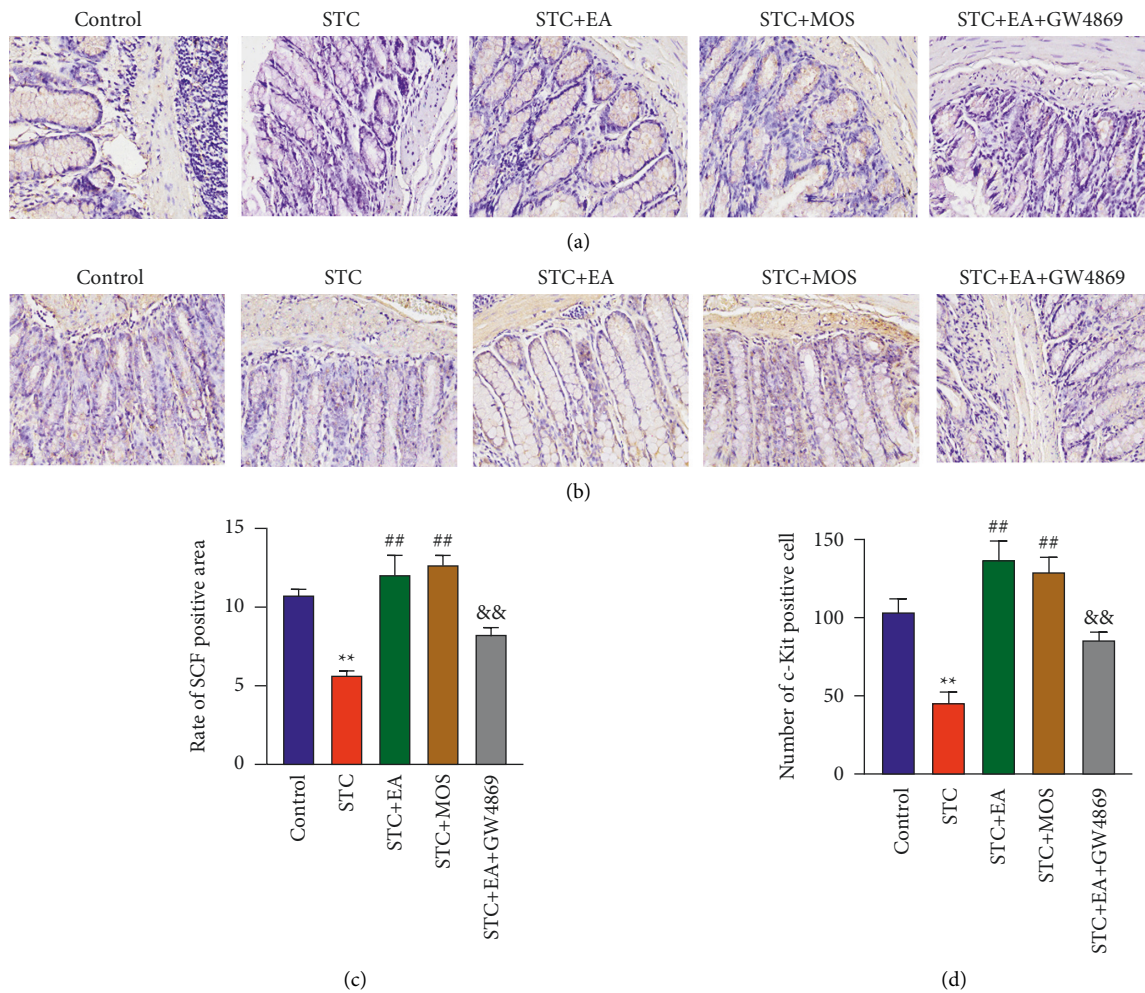 Control STC STC+EA STC+MOS STC+EA+GW4869
(a)
Control STC STC+EA STC+MOS STC+EA+GW4869
(b)
Rate of SCF positive area
15
10
5
0
**
##
##
&&
Control
STC
STC+EA
STC+MOS
STC+EA+GW4869
(c)
Number of c-Kit positive cell
150
100
50
0
**
##
##
&&
Control
STC
STC+EA
STC+MOS
STC+EA+GW4869
(d)